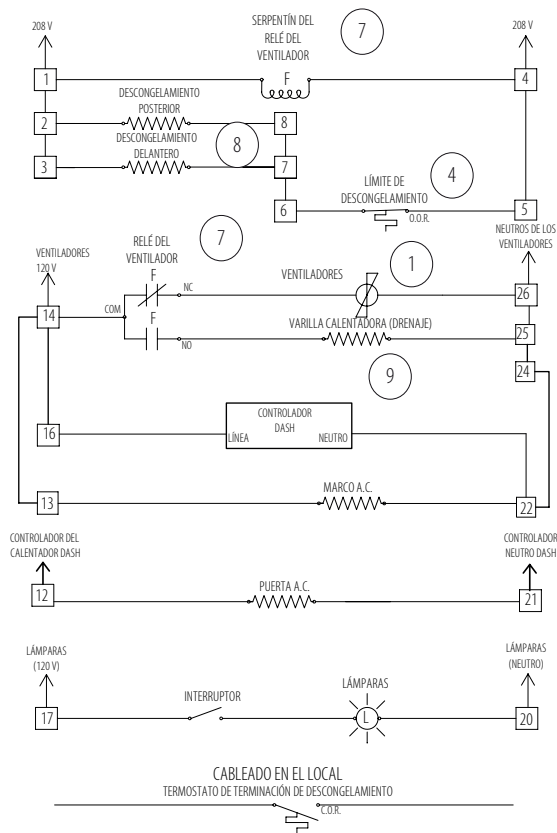 208 V
SERPENTÍN DEL
RELÉ DEL
VENTILADOR
7
208 V
1
F
4
DESCONGELAMIENTO
POSTERIOR
2
8
DESCONGELAMIENTO
DELANTERO
8
3
7
4
LÍMITE DE
DESCONGELAMIENTO
6
O.O.R.
5
VENTILADORES
120 V
RELÉ DEL
VENTILADOR
7
NEUTROS DE LOS
VENTILADORES
F
NC
VENTILADORES
1
26
14
COM
F
NO
VARILLA CALENTADORA (DRENAJE)
25
24
9
CONTROLADOR
DASH
16
LÍNEA
NEUTRO
MARCO A.C.
13
22
CONTROLADOR DEL
CALENTADOR DASH
CONTROLADOR
NEUTRO DASH
PUERTA A.C.
12
21
LÁMPARAS
(120 V)
LÁMPARAS
(NEUTRO)
INTERRUPTOR
LÁMPARAS
17
L
20
CABLEADO EN EL LOCAL
TERMOSTATO DE TERMINACIÓN DE DESCONGELAMIENTO
C.O.R.